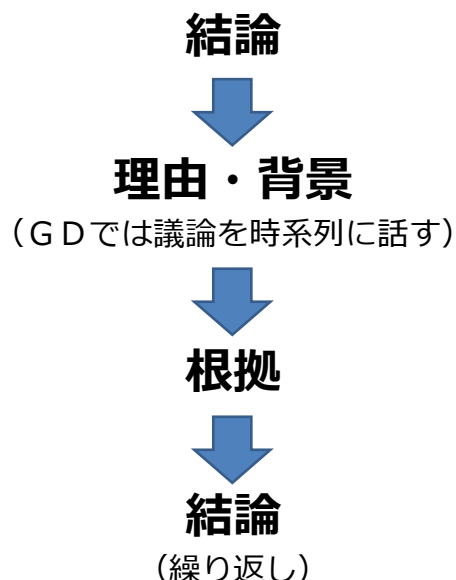 結論
理由・背景
（ＧＤでは議論を時系列に話す）
根拠
結論
（繰り返し）